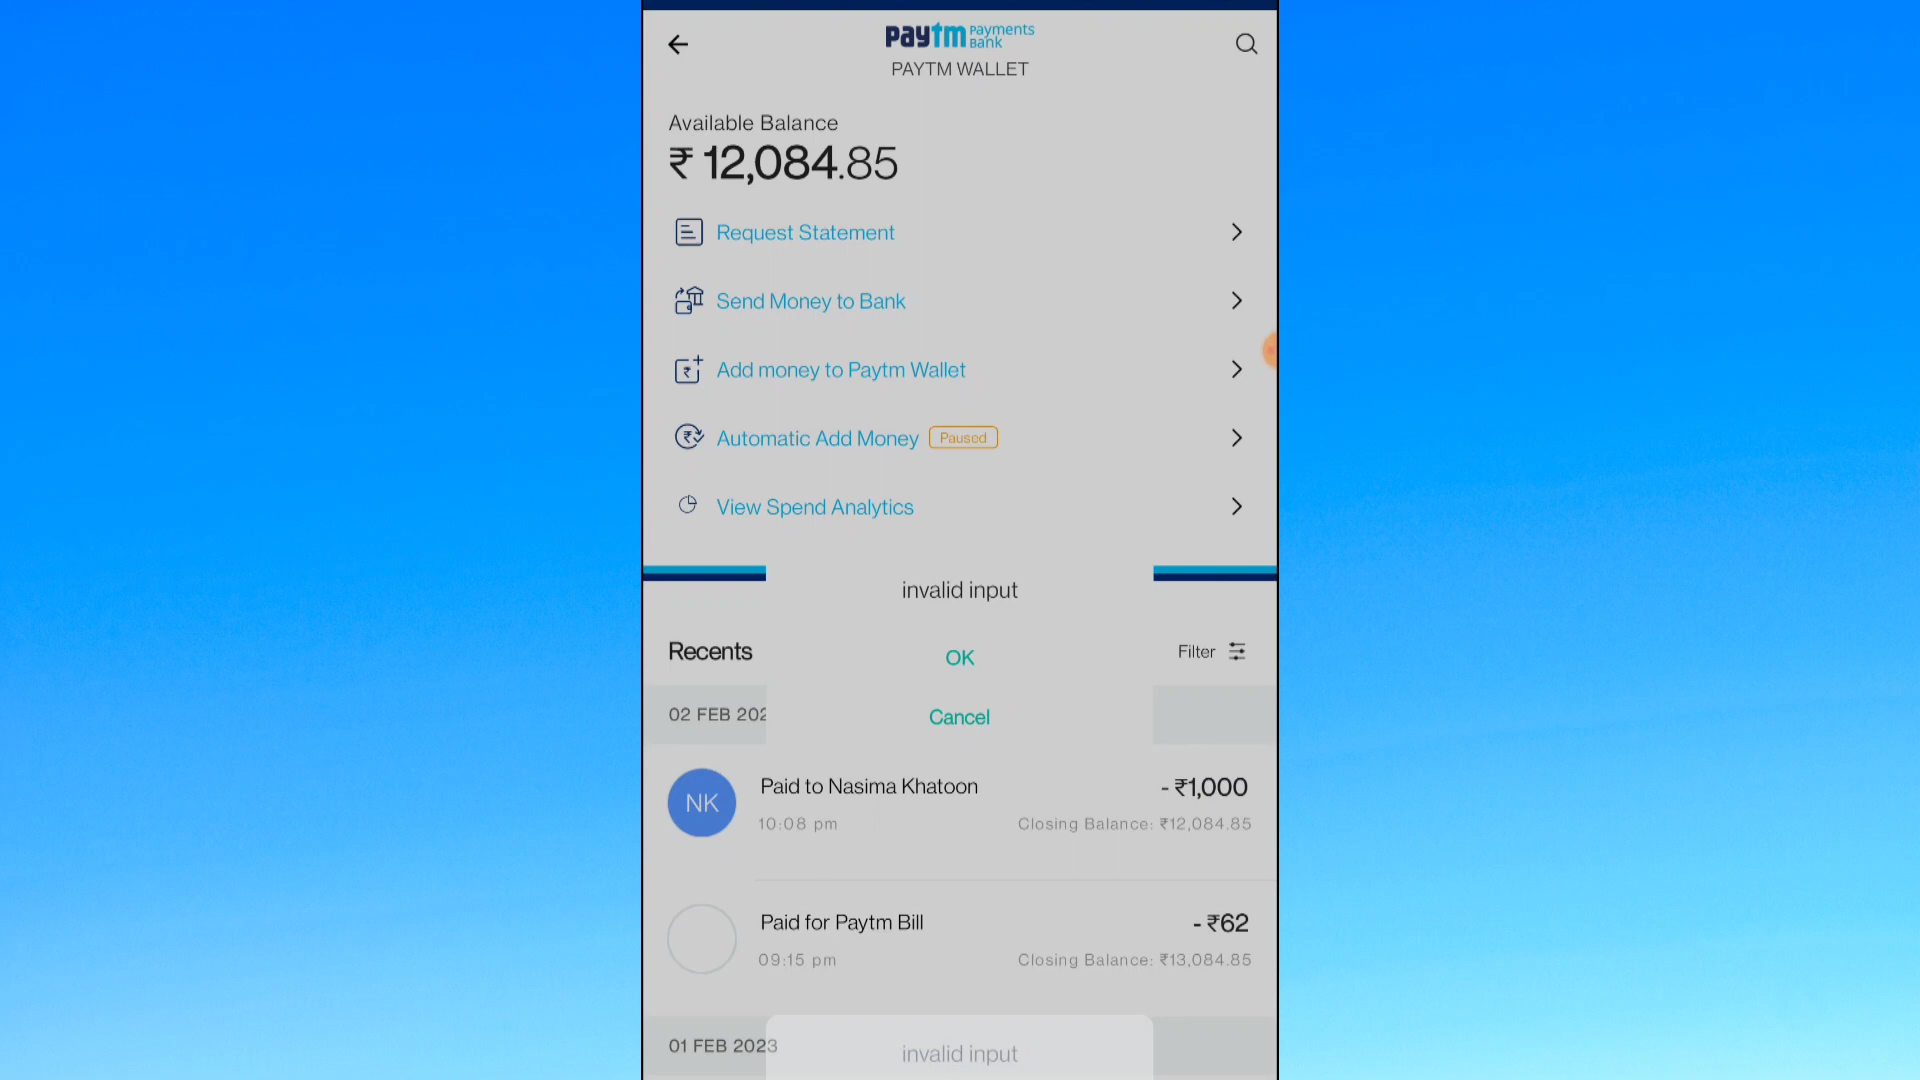 paytm Payments Bank
PAYTM WALLET
Available Balance
₹ 12,084.85
Request Statement
Send Money to Bank
Add money to Paytm Wallet
Automatic Add Money Paused
View Spend Analytics
invalid input
Recents
Filter
OK
02 FEB 202
Cancel
NK
Paid to Nasima Khatoon
- ₹1,000
10:08 pm
Closing Balance: ₹12,084.85
Paid for Paytm Bill
- ₹62
09:15 pm
Closing Balance: ₹13,084.85
01 FEB 2023
invalid input